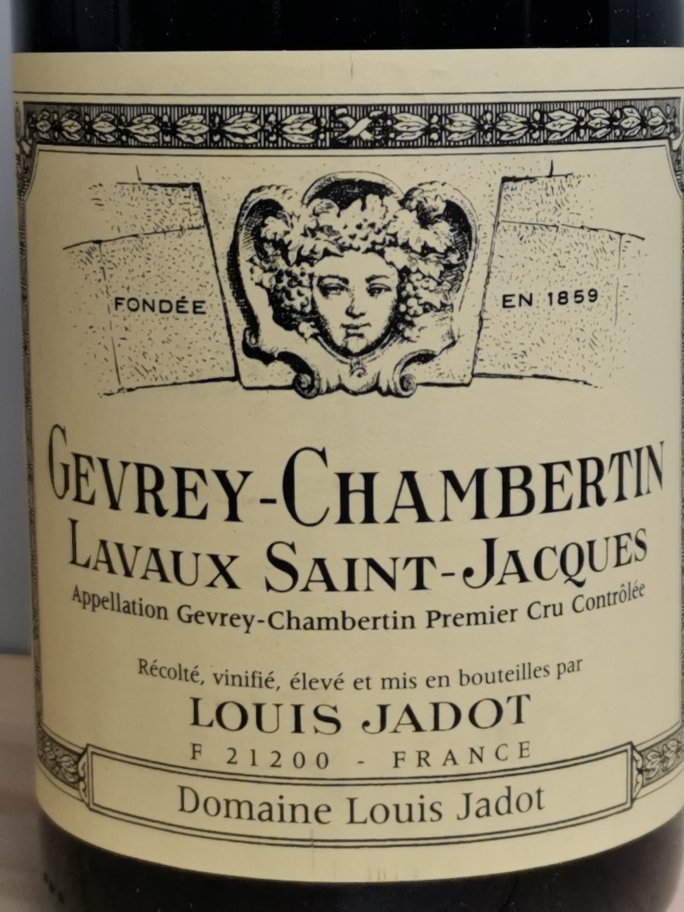 FONDÉE EN 1859
GEVREY-CHAMBERTIN
LAVAUX SAINT-JACQUES
Appellation Gevrey-Chambertin Premier Cru Contrôlée
Récolté, vinifié, élevé et mis en bouteilles par
LOUIS JADOT
F 21200 - FRANCE
Domaine Louis Jadot